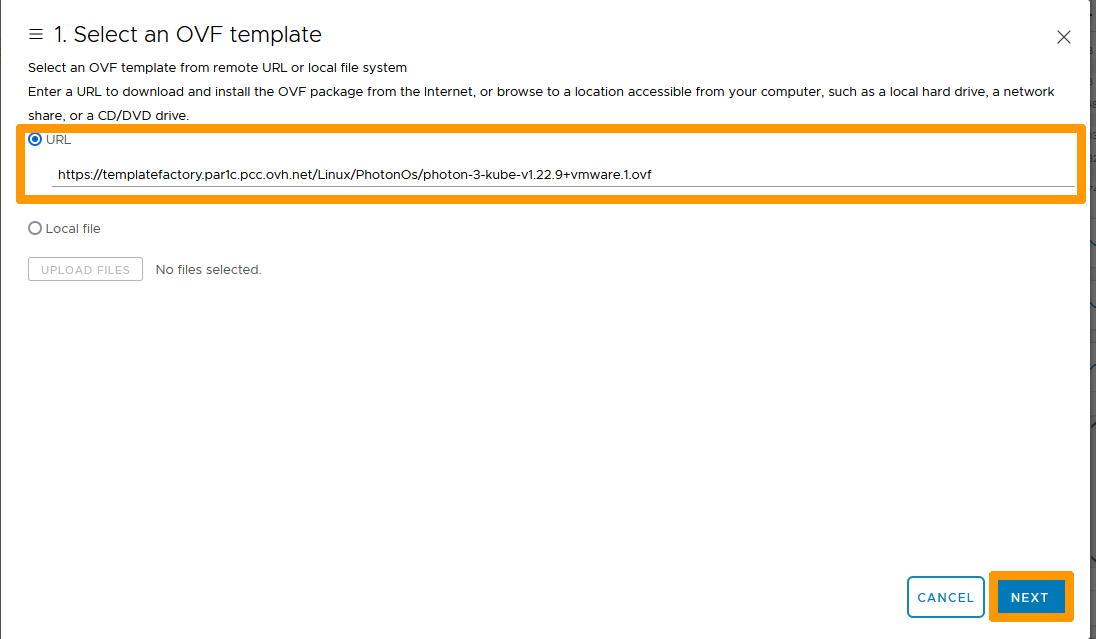 1. Select an OVF template
Select an OVF template from remote URL or local file system
Enter a URL to download and install the OVF package from the Internet, or browse to a location accessible from your computer, such as a local hard drive, a network
share, or a CD/DVD drive.
URL
https://templatefactory.par1c.pcc.ovh.net/Linux/PhotonOs/photon-3-kube-v1.22.9+vmware.1.ovf
Local file
UPLOAD FILES No files selected.
CANCEL NEXT